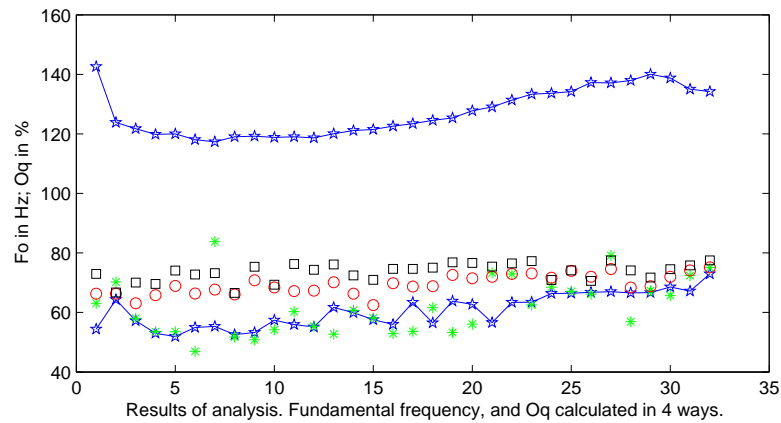 160
140
120
100
80
60
40
Fo in Hz; Oq in %
0 5 10 15 20 25 30 35
Results of analysis. Fundamental frequency, and Oq calculated in 4 ways.